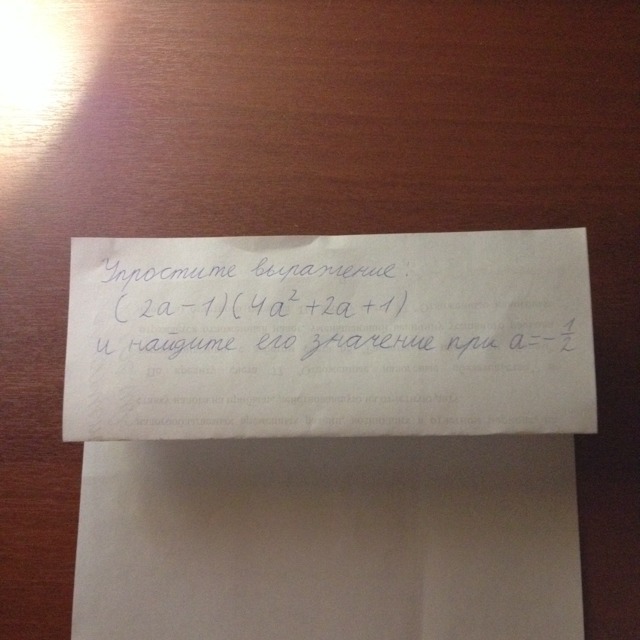 Упростите выражение:
(2a-1)(4a²+2a+1)
и найдите его значение при a=-1/2